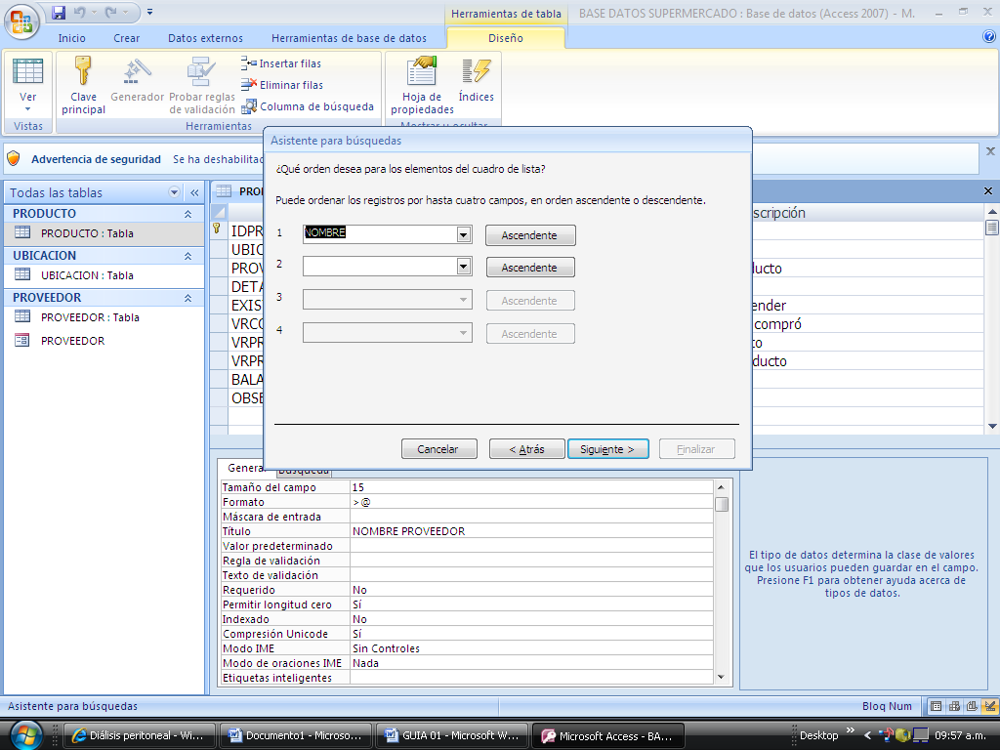 Herramientas de tabla
BASE DATOS SUPERMERCADO : Base de datos (Access 2007) - M.
Inicio
Crear
Datos externos
Herramientas de base de datos
Diseño
Ver
Clave principal
Generador
Probar reglas de validación
Insertar filas
Eliminar filas
Columna de búsqueda
Hoja de propiedades
Índices
Vistas
Herramientas
Mostrar u ocultar
Advertencia de seguridad
Se ha deshabilitac
Todas las tablas
PRODUCTO
PRODUCTO : Tabla
UBICACION
UBICACION : Tabla
PROVEEDOR
PROVEEDOR : Tabla
PROVEEDOR
PRO
scripción
IDPR
UBIC
PROV
ducto
DETA
EXIS
ender
VRCO
compró
VRPR
to
VRPR
ducto
BALA
OBSE
Asistente para búsquedas
¿Qué orden desea para los elementos del cuadro de lista?
Puede ordenar los registros por hasta cuatro campos, en orden ascendente o descendente.
1 NOMBRE Ascendente
2 Ascendente
3 Ascendente
4 Ascendente
Cancelar
< Atrás
Siguiente >
Finalizar
General
Búsqueda
Tamaño del campo 15
Formato >@
Máscara de entrada
Título NOMBRE PROVEEDOR
Valor predeterminado
Regla de validación
Texto de validación
Requerido No
Permitir longitud cero Sí
Indexado No
Compresión Unicode Sí
Modo IME Sin Controles
Modo de oraciones IME Nada
Etiquetas inteligentes
El tipo de datos determina la clase de valores
que los usuarios pueden guardar en el campo.
Presione F1 para obtener ayuda acerca de
tipos de datos.
Asistente para búsquedas
Bloq Num
Diálisis peritoneal - Wi...
Documento1 - Microso...
GUIA 01 - Microsoft W...
Microsoft Access - BA...
Desktop
09:57 a.m.